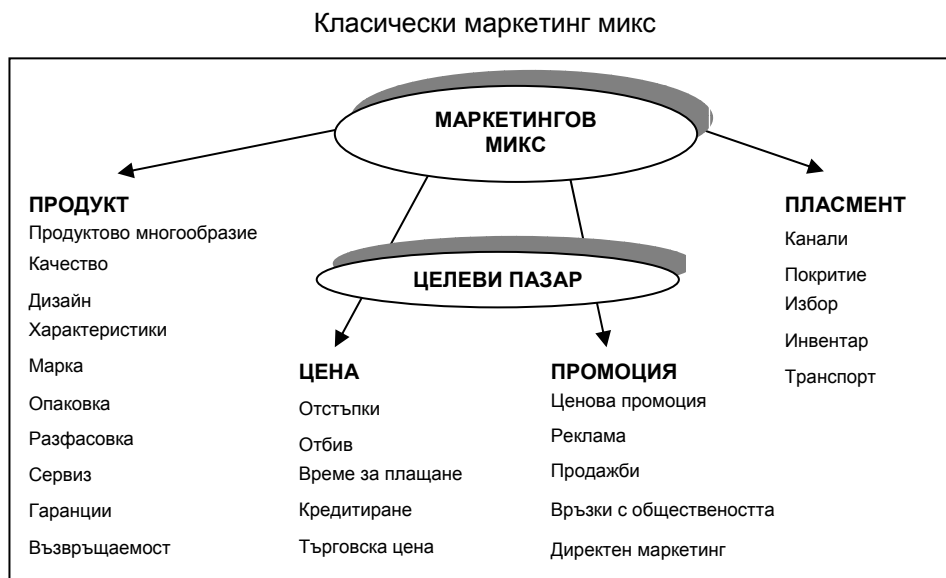 Класически маркетинг микс
МАРКЕТИНГОВ
МИКС
ЦЕЛЕВИ ПАЗАР
ПРОДУКТ
Продуктово многообразие
Качество
Дизайн
Характеристики
Марка
Опаковка
Разфасовка
Сервиз
Гаранции
Възвръщаемост
ЦЕНА
Отстъпки
Отбив
Време за плащане
Кредитиране
Търговска цена
ПРОМОЦИЯ
Ценова промоция
Реклама
Продажби
Връзки с обществеността
Директен маркетинг
ПЛАСМЕНТ
Канали
Покритие
Избор
Инвентар
Транспорт